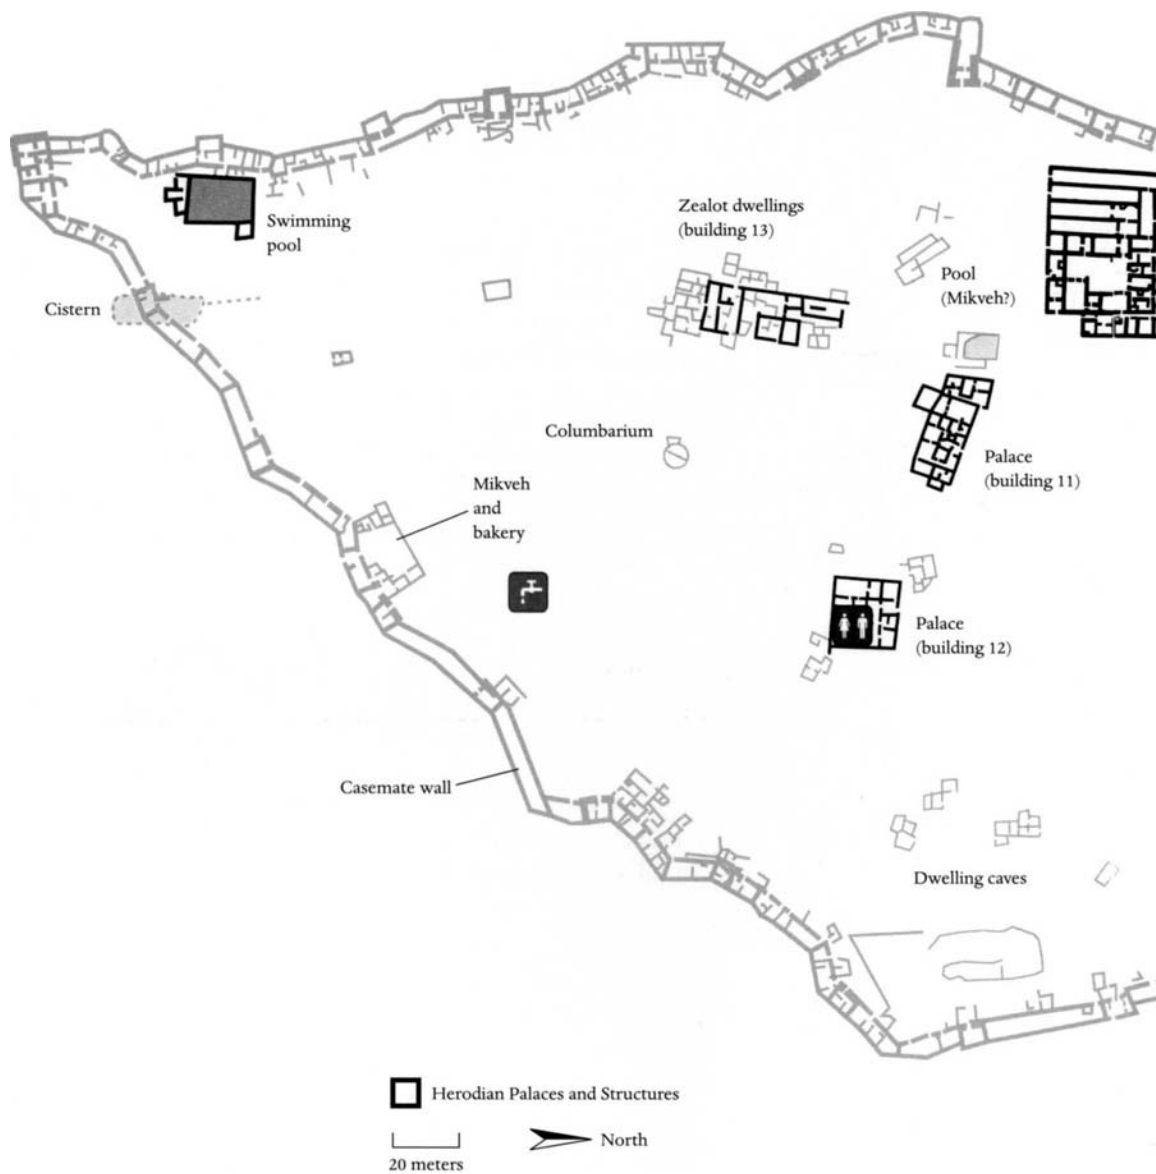 Zealot dwellings
(building 13)
Swimming
pool
Pool
(Mikveh?)
Cistern
Columbarium
Palace
(building 11)
Mikveh
and
bakery
Palace
(building 12)
Casemate wall
Dwelling caves
Herodian Palaces and Structures
North
20 meters